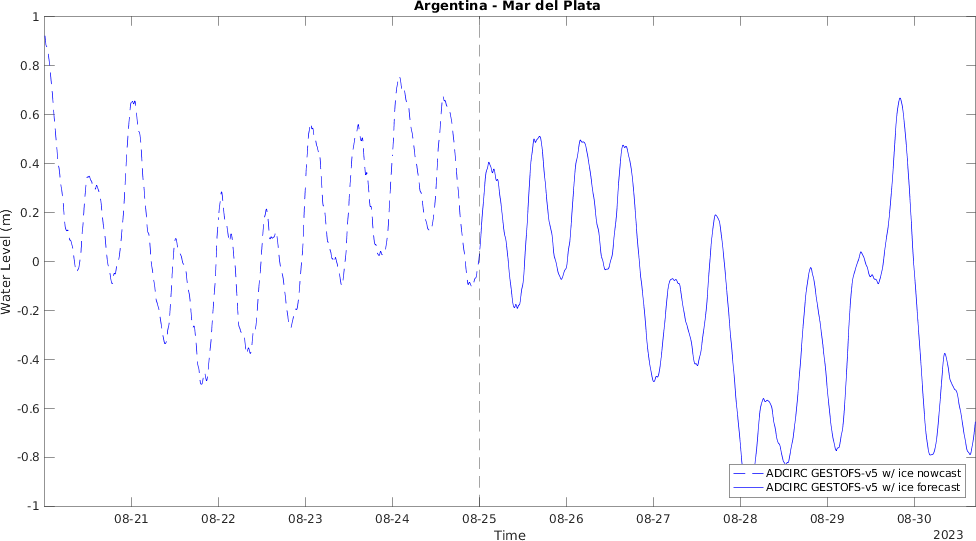 Argentina - Mar del Plata
1
0.8
0.6
0.4
0.2
0
-0.2
-0.4
-0.6
-0.8
-1
Water Level (m)
ADCIRC GESTOFS-v5 w/ ice nowcast
ADCIRC GESTOFS-v5 w/ ice forecast
08-21 08-22 08-23 08-24 08-25 08-26 08-27 08-28 08-29 08-30
Time
2023